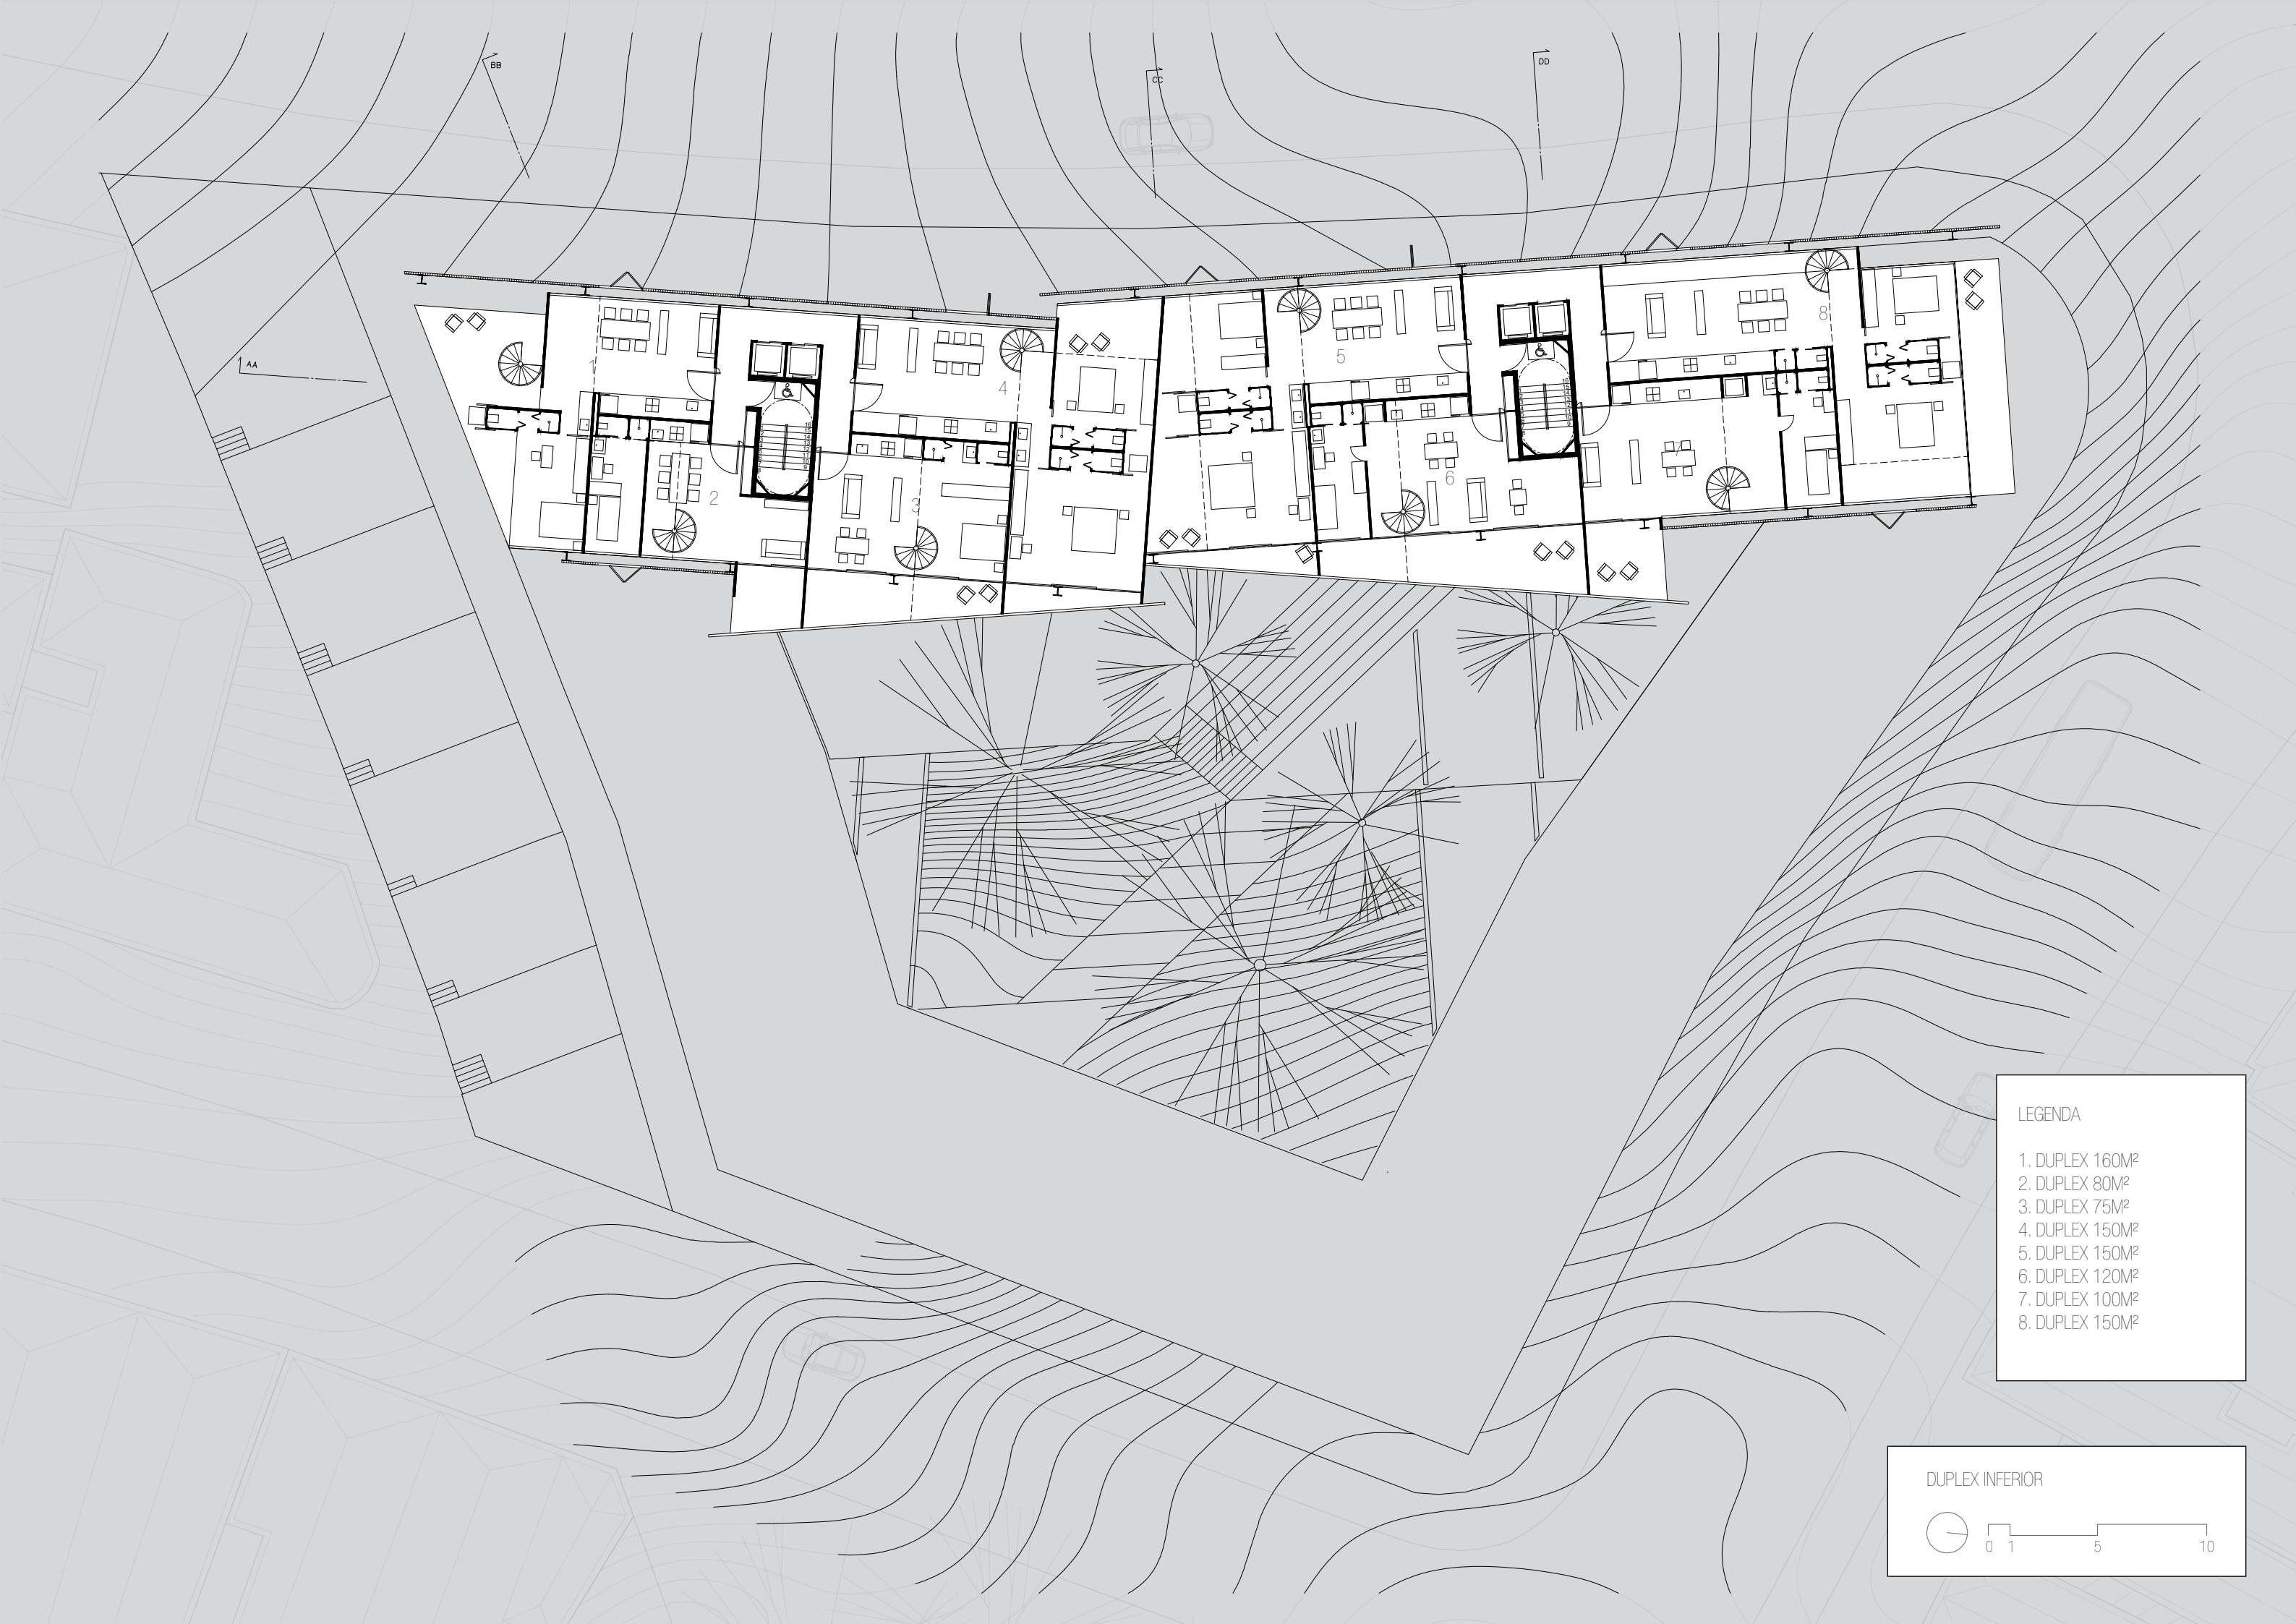 BB
CC
DD
AA
1
2
3
4
5
6
7
8
LEGENDA
1. DUPLEX 160M²
2. DUPLEX 80M²
3. DUPLEX 75M²
4. DUPLEX 150M²
5. DUPLEX 150M²
6. DUPLEX 120M²
7. DUPLEX 100M²
8. DUPLEX 150M²
DUPLEX INFERIOR
0 1 5 10